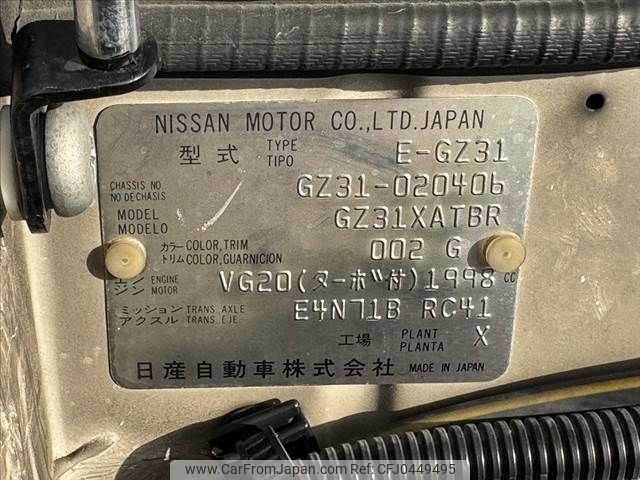 NISSAN MOTOR CO.,LTD.JAPAN
型式 TYPE TIPO E-GZ31
CHASSIS NO. NO DE CHASIS GZ31-020406
MODEL MODELO GZ31XATBR
カラー COLOR, TRIM トリム COLOR, GUARNICION 002 G
エンジン ENGINE MOTOR VG20(ターボ付)1998 CC
ミッション TRANS. AXLE アクスル TRANS. EJE E4N71B RC41
工場 PLANT PLANTA X
日産自動車株式会社 MADE IN JAPAN
www.CarFromJapan.com | REFNO:CFJ0449495